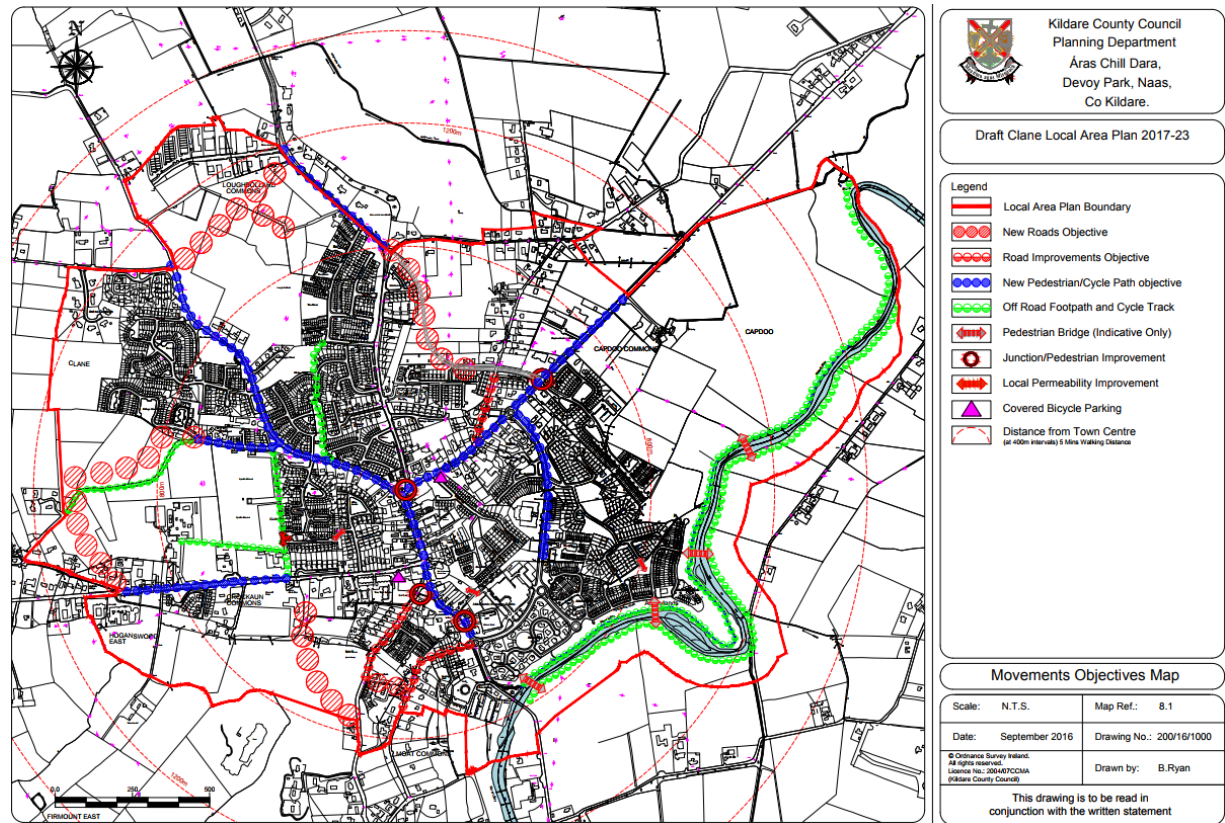 N
1200m
LOUGHBOLLARD
COMMONS
CLANE
CAPDOO
CAPDOO COMMONS
800m
600m
HOGANSWOOD
EAST
COMMONS
1200m
0.0
250
500
FIRMOUNT EAST
Kildare County Council
Planning Department
Áras Chill Dara,
Devoy Park, Naas,
Co Kildare.
Draft Clane Local Area Plan 2017-23
Legend
Local Area Plan Boundary
New Roads Objective
Road Improvements Objective
New Pedestrian/Cycle Path objective
Off Road Footpath and Cycle Track
Pedestrian Bridge (Indicative Only)
Junction/Pedestrian Improvement
Local Permeability Improvement
Covered Bicycle Parking
Distance from Town Centre
(at 400m intervals) 5 Mins Walking Distance
Movements Objectives Map
Scale: N.T.S. Map Ref.: 8.1
Date: September 2016 Drawing No.: 200/16/1000
© Ordnance Survey Ireland.
All rights reserved.
Licence No.: 2004/07CCMA
(Kildare County Council)
Drawn by: B.Ryan
This drawing is to be read in
conjunction with the written statement